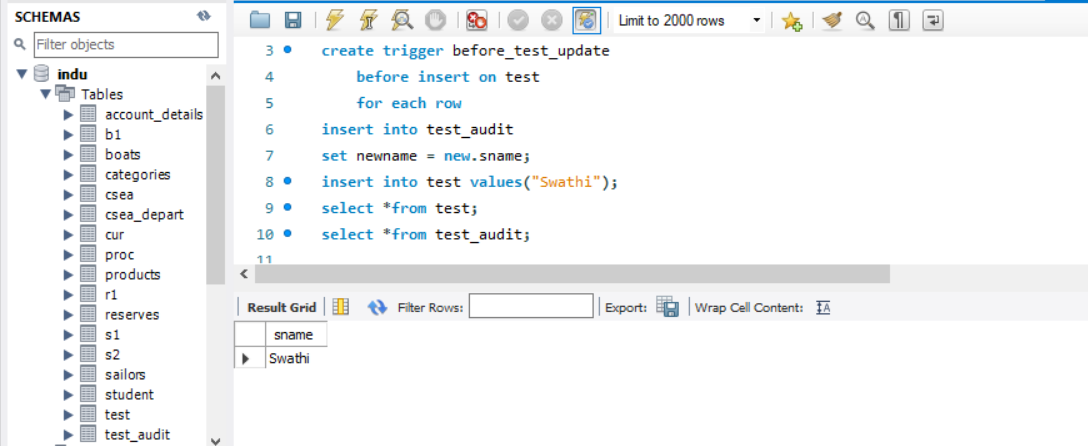 SCHEMAS
Filter objects
indu
Tables
account_details
b1
boats
categories
csea
csea_depart
cur
proc
products
r1
reserves
s1
s2
sailors
student
test
test_audit
Limit to 2000 rows
3 create trigger before_test_update
4 before insert on test
5 for each row
6 insert into test_audit
7 set newname = new.sname;
8 insert into test values("Swathi");
9 select *from test;
10 select *from test_audit;
11
Result Grid Filter Rows: Export: Wrap Cell Content: IA
sname
Swathi